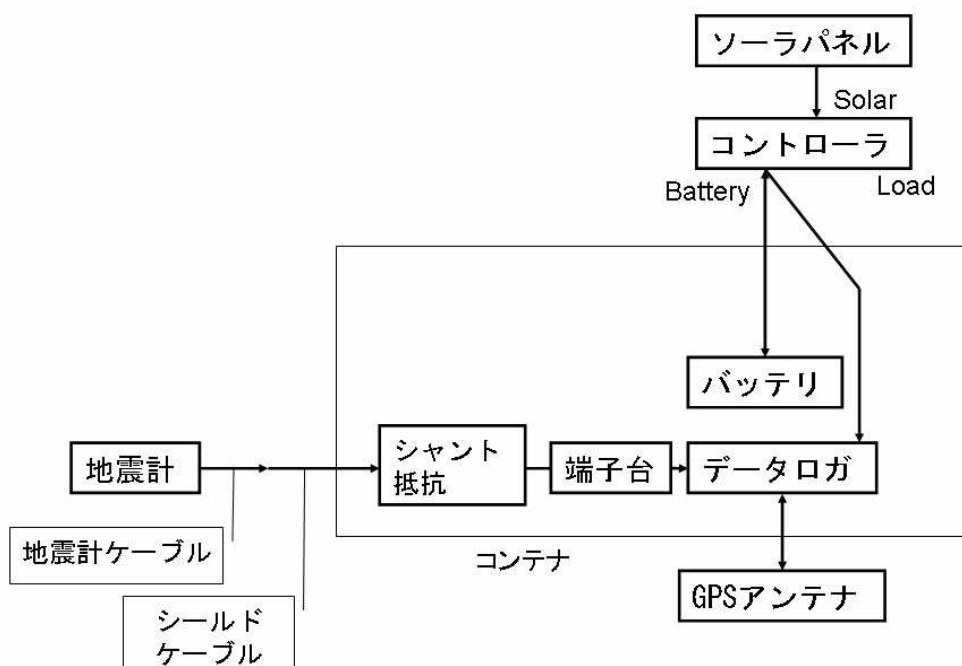 ソーラパネル
Solar
コントローラ
Battery
Load
バッテリ
地震計
シャント
抵抗
端子台
データロガ
地震計ケーブル
コンテナ
シールド
ケーブル
GPSアンテナ